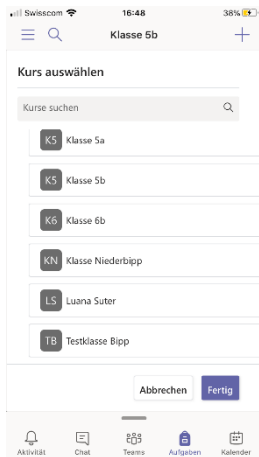 Swisscom 16:48 38%
Klasse 5b
Kurs auswählen
Kurse suchen
K5 Klasse 5a
K5 Klasse 5b
K6 Klasse 6b
KN Klasse Niederbipp
LS Luana Suter
TB Testklasse Bipp
Abbrechen Fertig
Aktivität Chat Teams Aufgaben Kalender